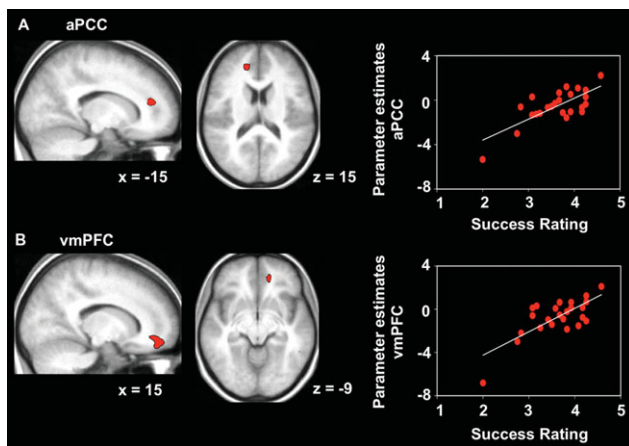 A aPCC
x = -15
z = 15
Parameter estimates
aPCC
4
0
-4
-8
1 2 3 4 5
Success Rating
B vmPFC
x = 15
z = -9
Parameter estimates
vmPFC
4
0
-4
-8
1 2 3 4 5
Success Rating